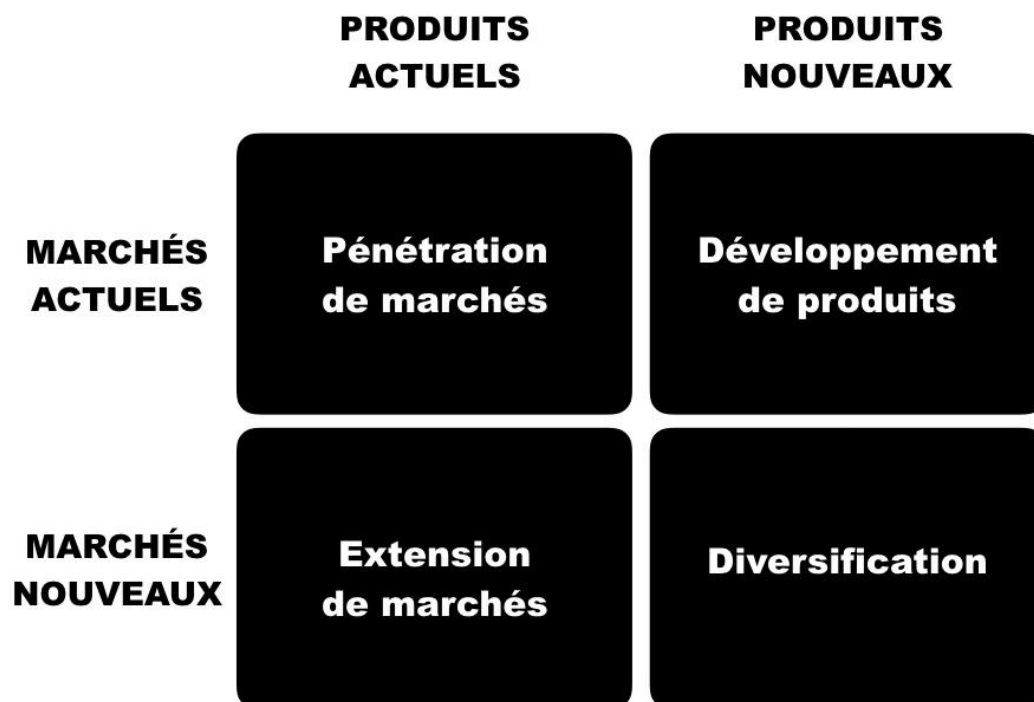 PRODUITS
ACTUELS
PRODUITS
NOUVEAUX
MARCHÉS
ACTUELS
Pénétration
de marchés
Développement
de produits
MARCHÉS
NOUVEAUX
Extension
de marchés
Diversification